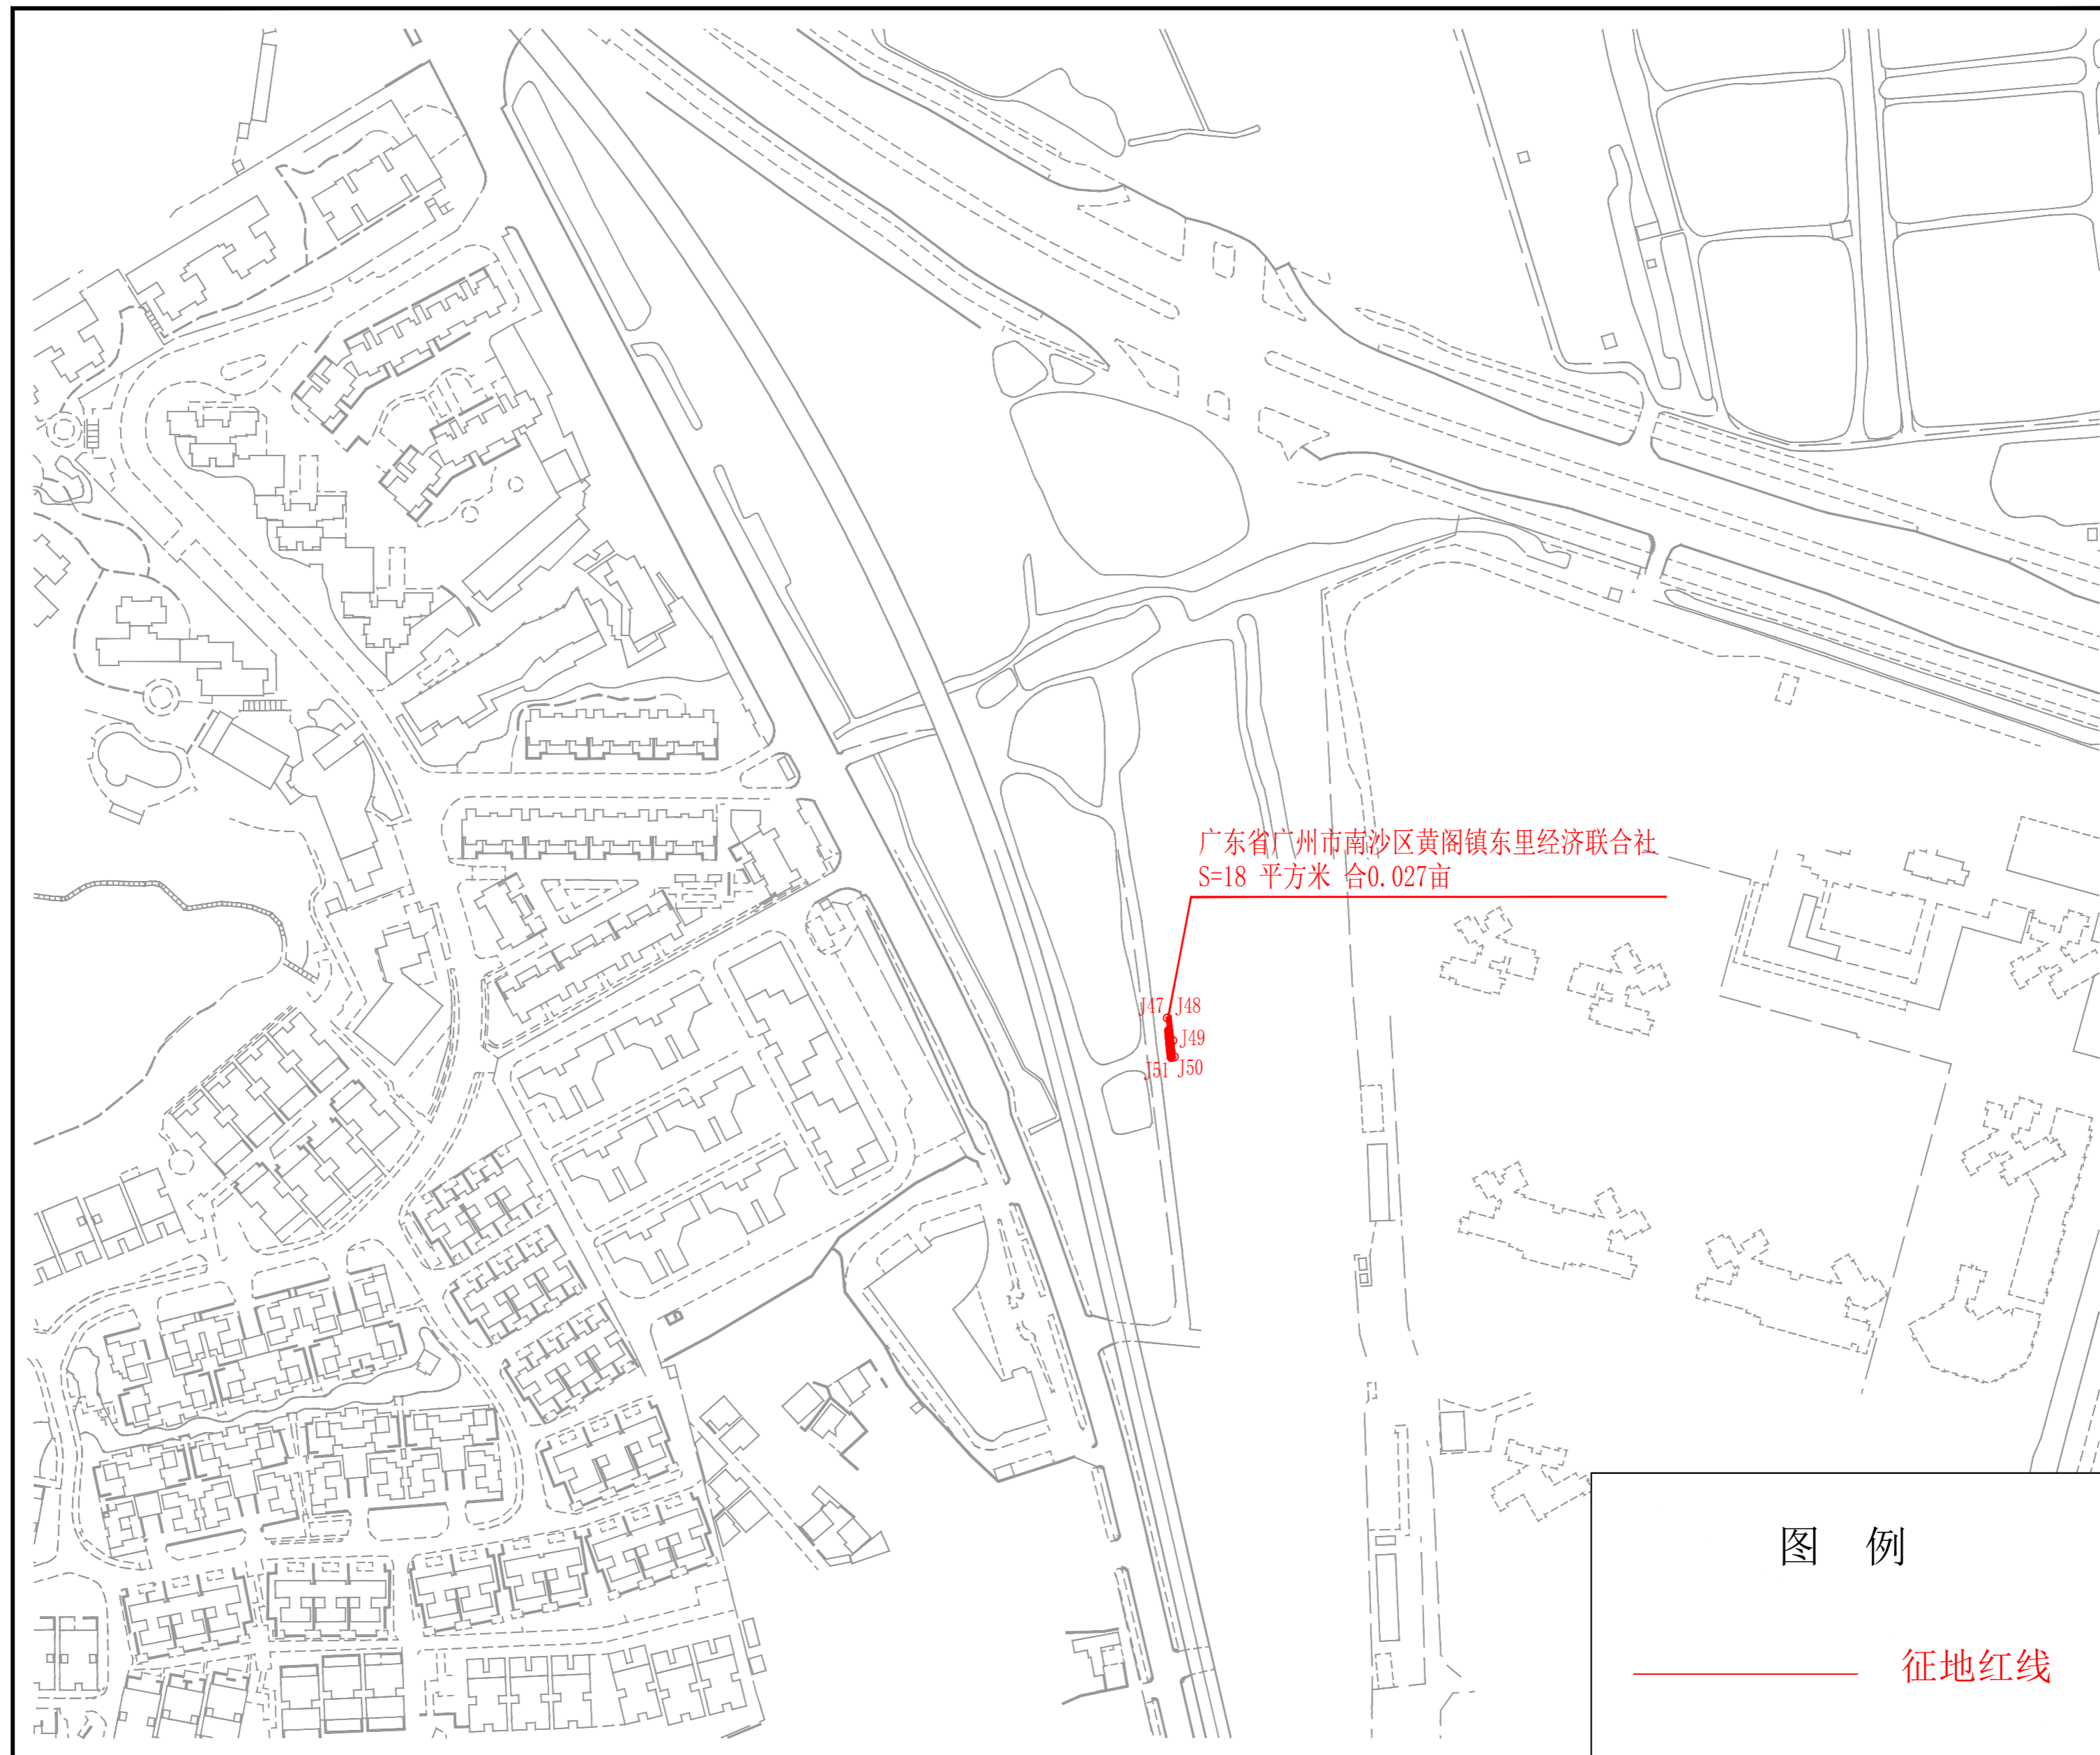 广东省广州市南沙区黄阁镇东里经济联合社
S=18 平方米 合0.027亩
J47 J48
J49
J51 J50
图 例
征地红线